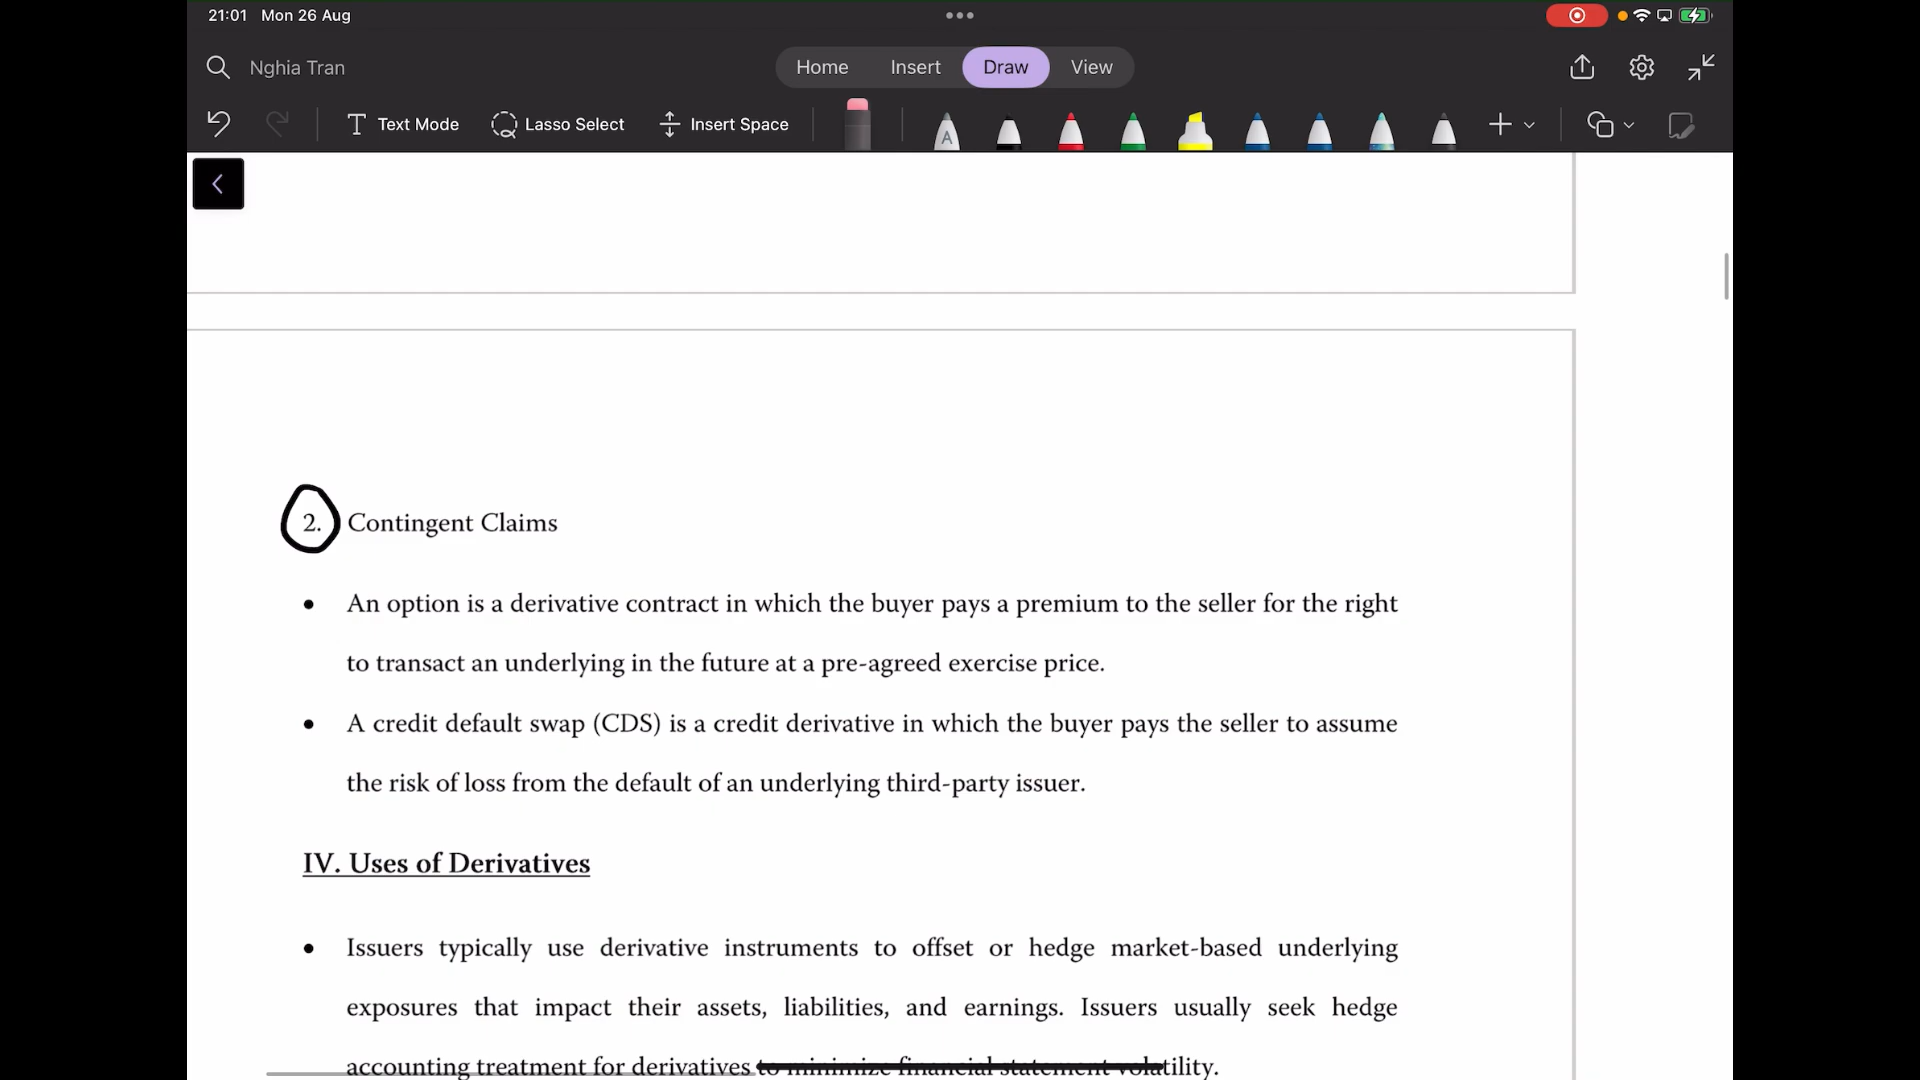 21:01 Mon 26 Aug
Nghia Tran
Home Insert Draw View
Text Mode Lasso Select Insert Space
A
2. Contingent Claims
• An option is a derivative contract in which the buyer pays a premium to the seller for the right
to transact an underlying in the future at a pre-agreed exercise price.
• A credit default swap (CDS) is a credit derivative in which the buyer pays the seller to assume
the risk of loss from the default of an underlying third-party issuer.
IV. Uses of Derivatives
• Issuers typically use derivative instruments to offset or hedge market-based underlying
exposures that impact their assets, liabilities, and earnings. Issuers usually seek hedge
accounting treatment for derivatives to minimize financial statement volatility.